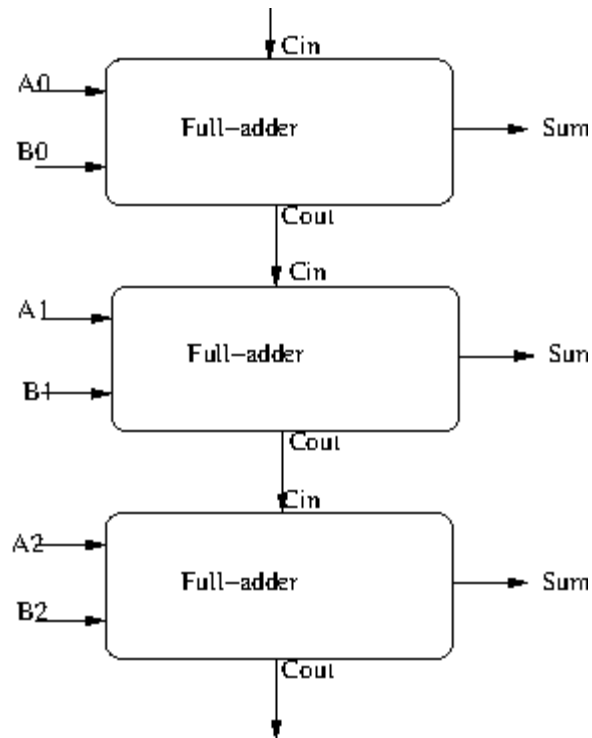 Cin
A0
Full-adder
Sum
B0
Cout
Cin
A1
Full-adder
Sum
B1
Cout
Cin
A2
Full-adder
Sum
B2
Cout